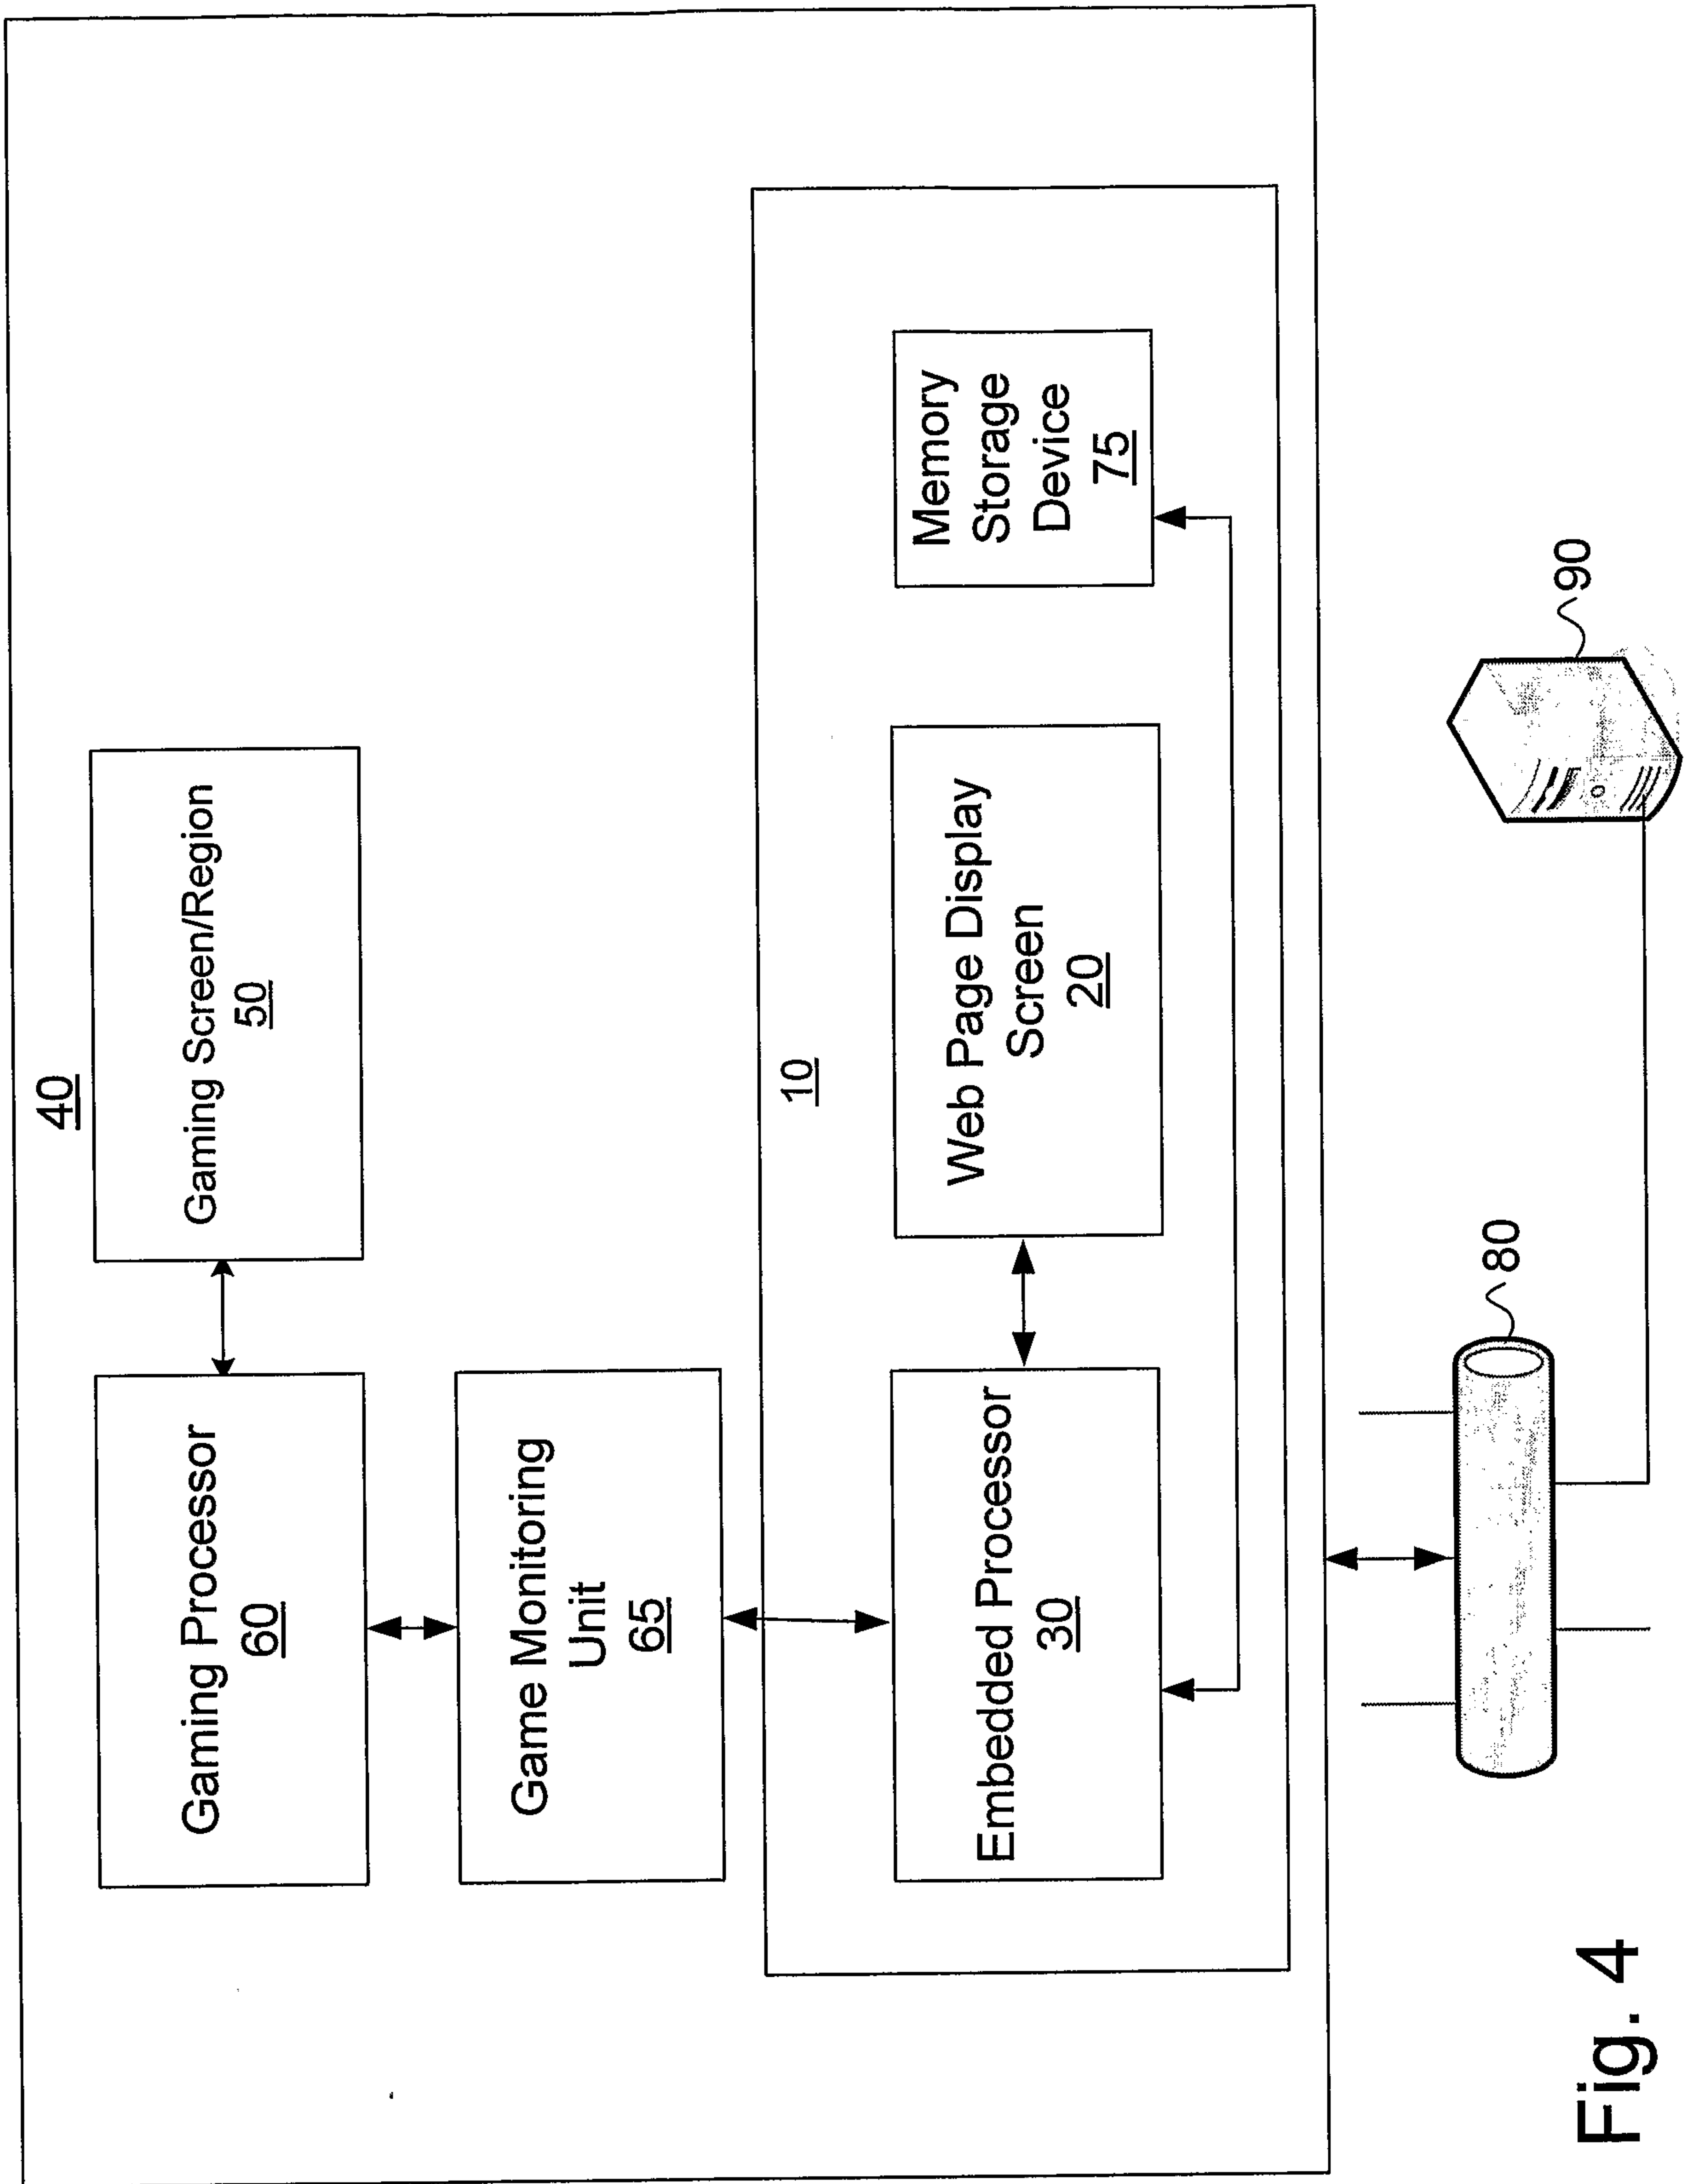 40
Gaming Processor
60
Gaming Screen/Region
50
Game Monitoring
Unit
65
10
Embedded Processor
30
Web Page Display
Screen
20
Memory
Storage
Device
75
80
90
Fig. 4